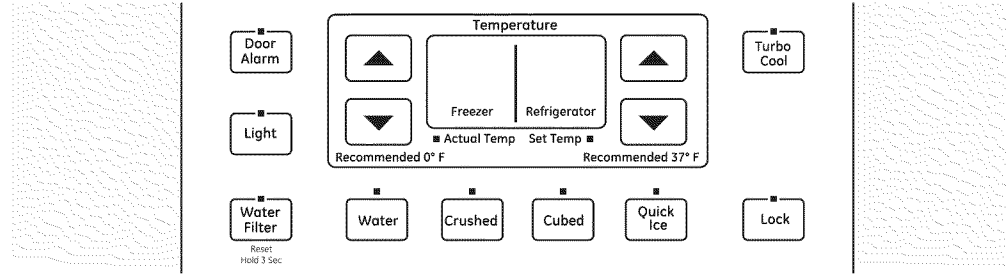 Temperature
Door
Alarm
Turbo
Cool
Freezer
Refrigerator
Light
Actual Temp
Set Temp
Recommended 0° F
Recommended 37° F
Water
Filter
Water
Crushed
Cubed
Quick
Ice
Lock
Reset
Hold 3 Sec